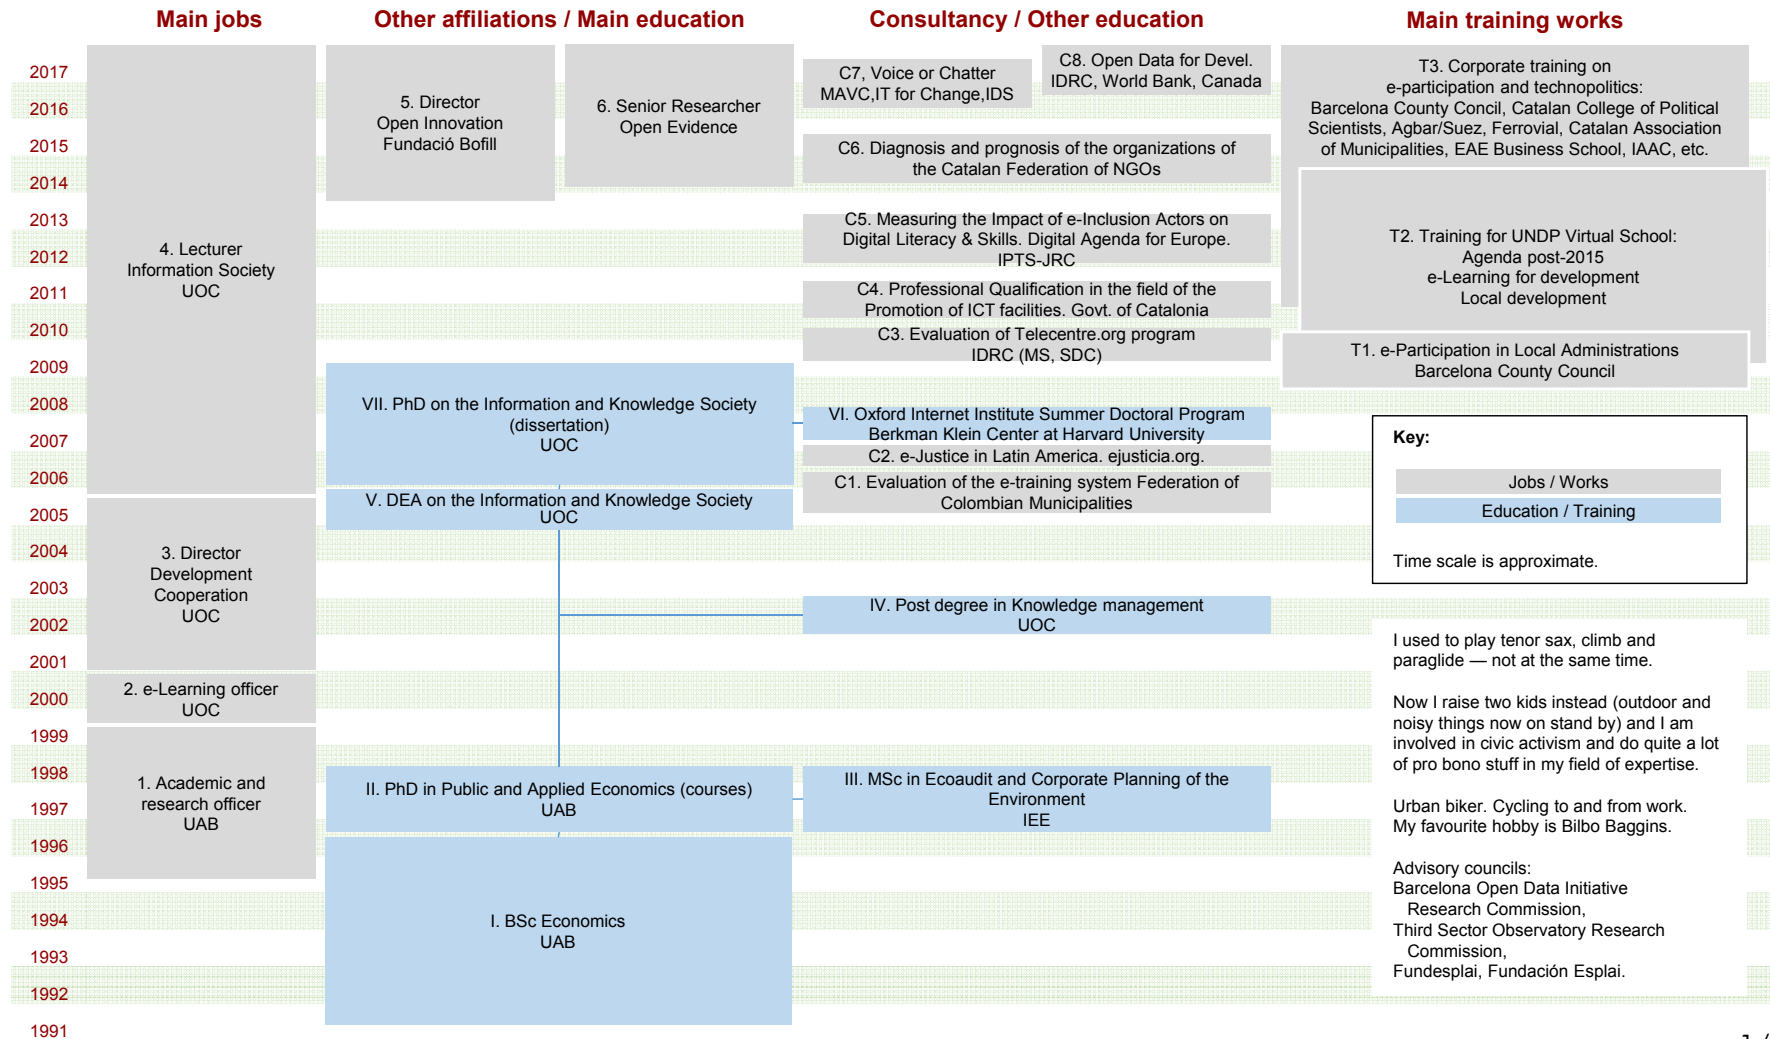 Main jobs
Other affiliations / Main education
Consultancy / Other education
Main training works
2017
2016
2015
2014
2013
2012
2011
2010
2009
2008
2007
2006
2005
2004
2003
2002
2001
2000
1999
1998
1997
1996
1995
1994
1993
1992
1991
4. Lecturer
Information Society
UOC
3. Director
Development
Cooperation
UOC
2. e-Learning officer
UOC
1. Academic and
research officer
UAB
5. Director
Open Innovation
Fundació Bofill
6. Senior Researcher
Open Evidence
VII. PhD on the Information and Knowledge Society
(dissertation)
UOC
V. DEA on the Information and Knowledge Society
UOC
II. PhD in Public and Applied Economics (courses)
UAB
I. BSc Economics
UAB
C7, Voice or Chatter
MAVC,IT for Change,IDS
C8. Open Data for Devel.
IDRC, World Bank, Canada
C6. Diagnosis and prognosis of the organizations of
the Catalan Federation of NGOs
C5. Measuring the Impact of e-Inclusion Actors on
Digital Literacy & Skills. Digital Agenda for Europe.
IPTS-JRC
C4. Professional Qualification in the field of the
Promotion of ICT facilities. Govt. of Catalonia
C3. Evaluation of Telecentre.org program
IDRC (MS, SDC)
VI. Oxford Internet Institute Summer Doctoral Program
Berkman Klein Center at Harvard University
C2. e-Justice in Latin America. ejusticia.org.
C1. Evaluation of the e-training system Federation of
Colombian Municipalities
IV. Post degree in Knowledge management
UOC
III. MSc in Ecoaudit and Corporate Planning of the
Environment
IEE
T3. Corporate training on
e-participation and technopolitics:
Barcelona County Concil, Catalan College of Political
Scientists, Agbar/Suez, Ferrovial, Catalan Association
of Municipalities, EAE Business School, IAAC, etc.
T2. Training for UNDP Virtual School:
Agenda post-2015
e-Learning for development
Local development
T1. e-Participation in Local Administrations
Barcelona County Council
Key:
Jobs / Works
Education / Training
Time scale is approximate.
I used to play tenor sax, climb and
paraglide — not at the same time.
Now I raise two kids instead (outdoor and
noisy things now on stand by) and I am
involved in civic activism and do quite a lot
of pro bono stuff in my field of expertise.
Urban biker. Cycling to and from work.
My favourite hobby is Bilbo Baggins.
Advisory councils:
Barcelona Open Data Initiative
Research Commission,
Third Sector Observatory Research
Commission,
Fundesplai, Fundación Esplai.